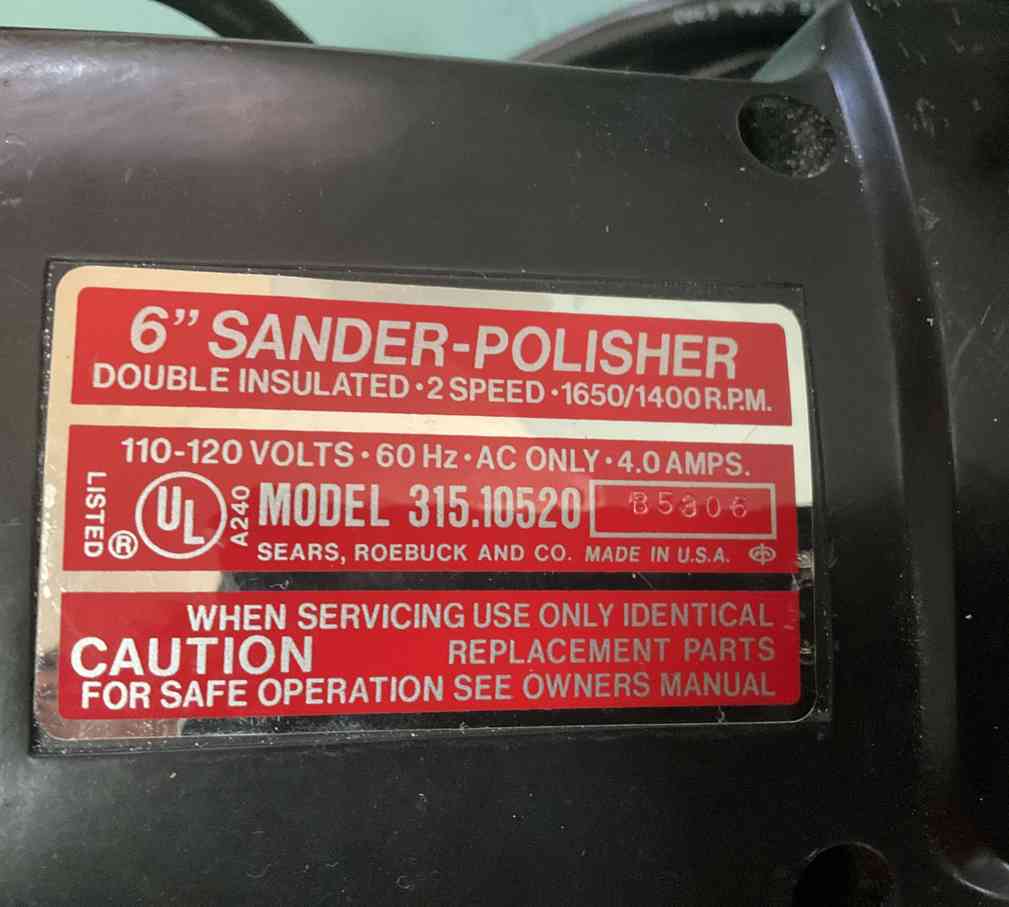 6" SANDER-POLISHER
DOUBLE INSULATED · 2 SPEED · 1650/1400 R.P.M.
110-120 VOLTS · 60 Hz · AC ONLY · 4.0 AMPS.
LISTED ® UL A240 MODEL 315.10520 B5306
SEARS, ROEBUCK AND CO. MADE IN U.S.A.
WHEN SERVICING USE ONLY IDENTICAL
CAUTION REPLACEMENT PARTS
FOR SAFE OPERATION SEE OWNERS MANUAL